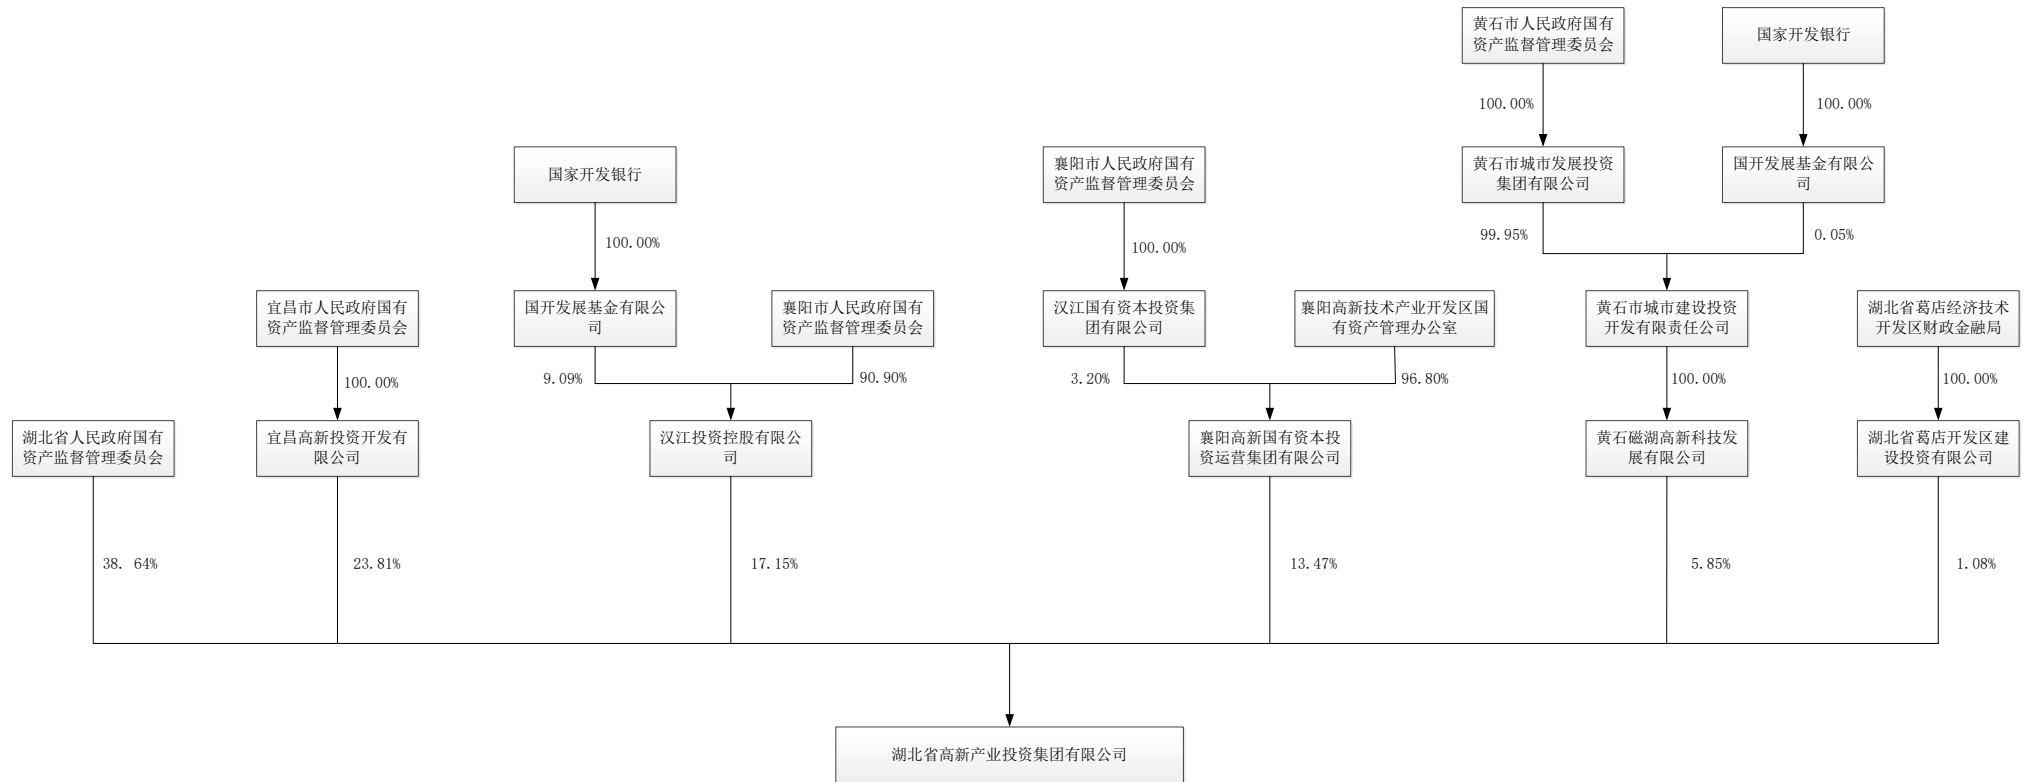 黄石市人民政府国有
资产监督管理委员会
国家开发银行
100.00%
100.00%
国家开发银行
襄阳市人民政府国有
资产监督管理委员会
黄石市城市发展投资
集团有限公司
国开发展基金有限公
司
100.00%
100.00%
99.95%
0.05%
宜昌市人民政府国有
资产监督管理委员会
国开发展基金有限公
司
襄阳市人民政府国有
资产监督管理委员会
汉江国有资本投资集
团有限公司
襄阳高新技术产业开发区国
有资产管理办公室
黄石市城市建设投资
开发有限责任公司
湖北省葛店经济技术
开发区财政金融局
100.00%
9.09%
90.90%
3.20%
96.80%
100.00%
100.00%
湖北省人民政府国有
资产监督管理委员会
宜昌高新投资开发有
限公司
汉江投资控股有限公
司
襄阳高新国有资本投
资运营集团有限公司
黄石磁湖高新科技发
展有限公司
湖北省葛店开发区建
设投资有限公司
38. 64%
23.81%
17.15%
13.47%
5.85%
1.08%
湖北省高新产业投资集团有限公司